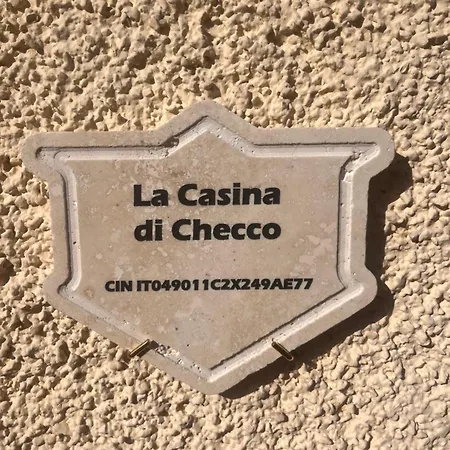 La Casina
di Checco
CIN IT049011C2X249AE77